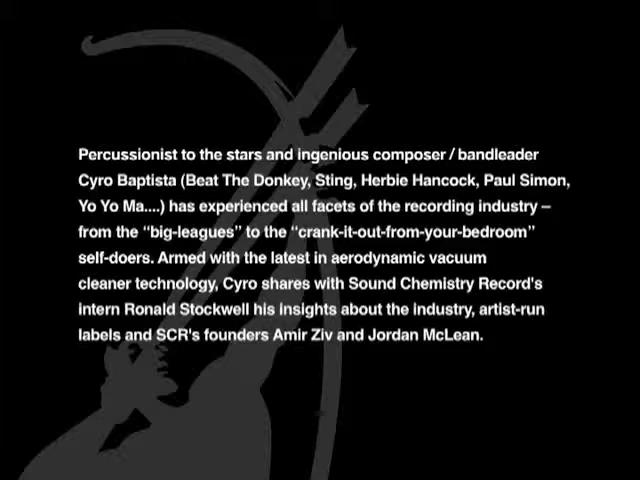 Percussionist to the stars and ingenious composer / bandleader
Cyro Baptista (Beat The Donkey, Sting, Herbie Hancock, Paul Simon,
Yo Yo Ma....) has experienced all facets of the recording industry –
from the “big-leagues” to the “crank-it-out-from-your-bedroom”
self-doers. Armed with the latest in aerodynamic vacuum
cleaner technology, Cyro shares with Sound Chemistry Record's
intern Ronald Stockwell his insights about the industry, artist-run
labels and SCR's founders Amir Ziv and Jordan McLean.